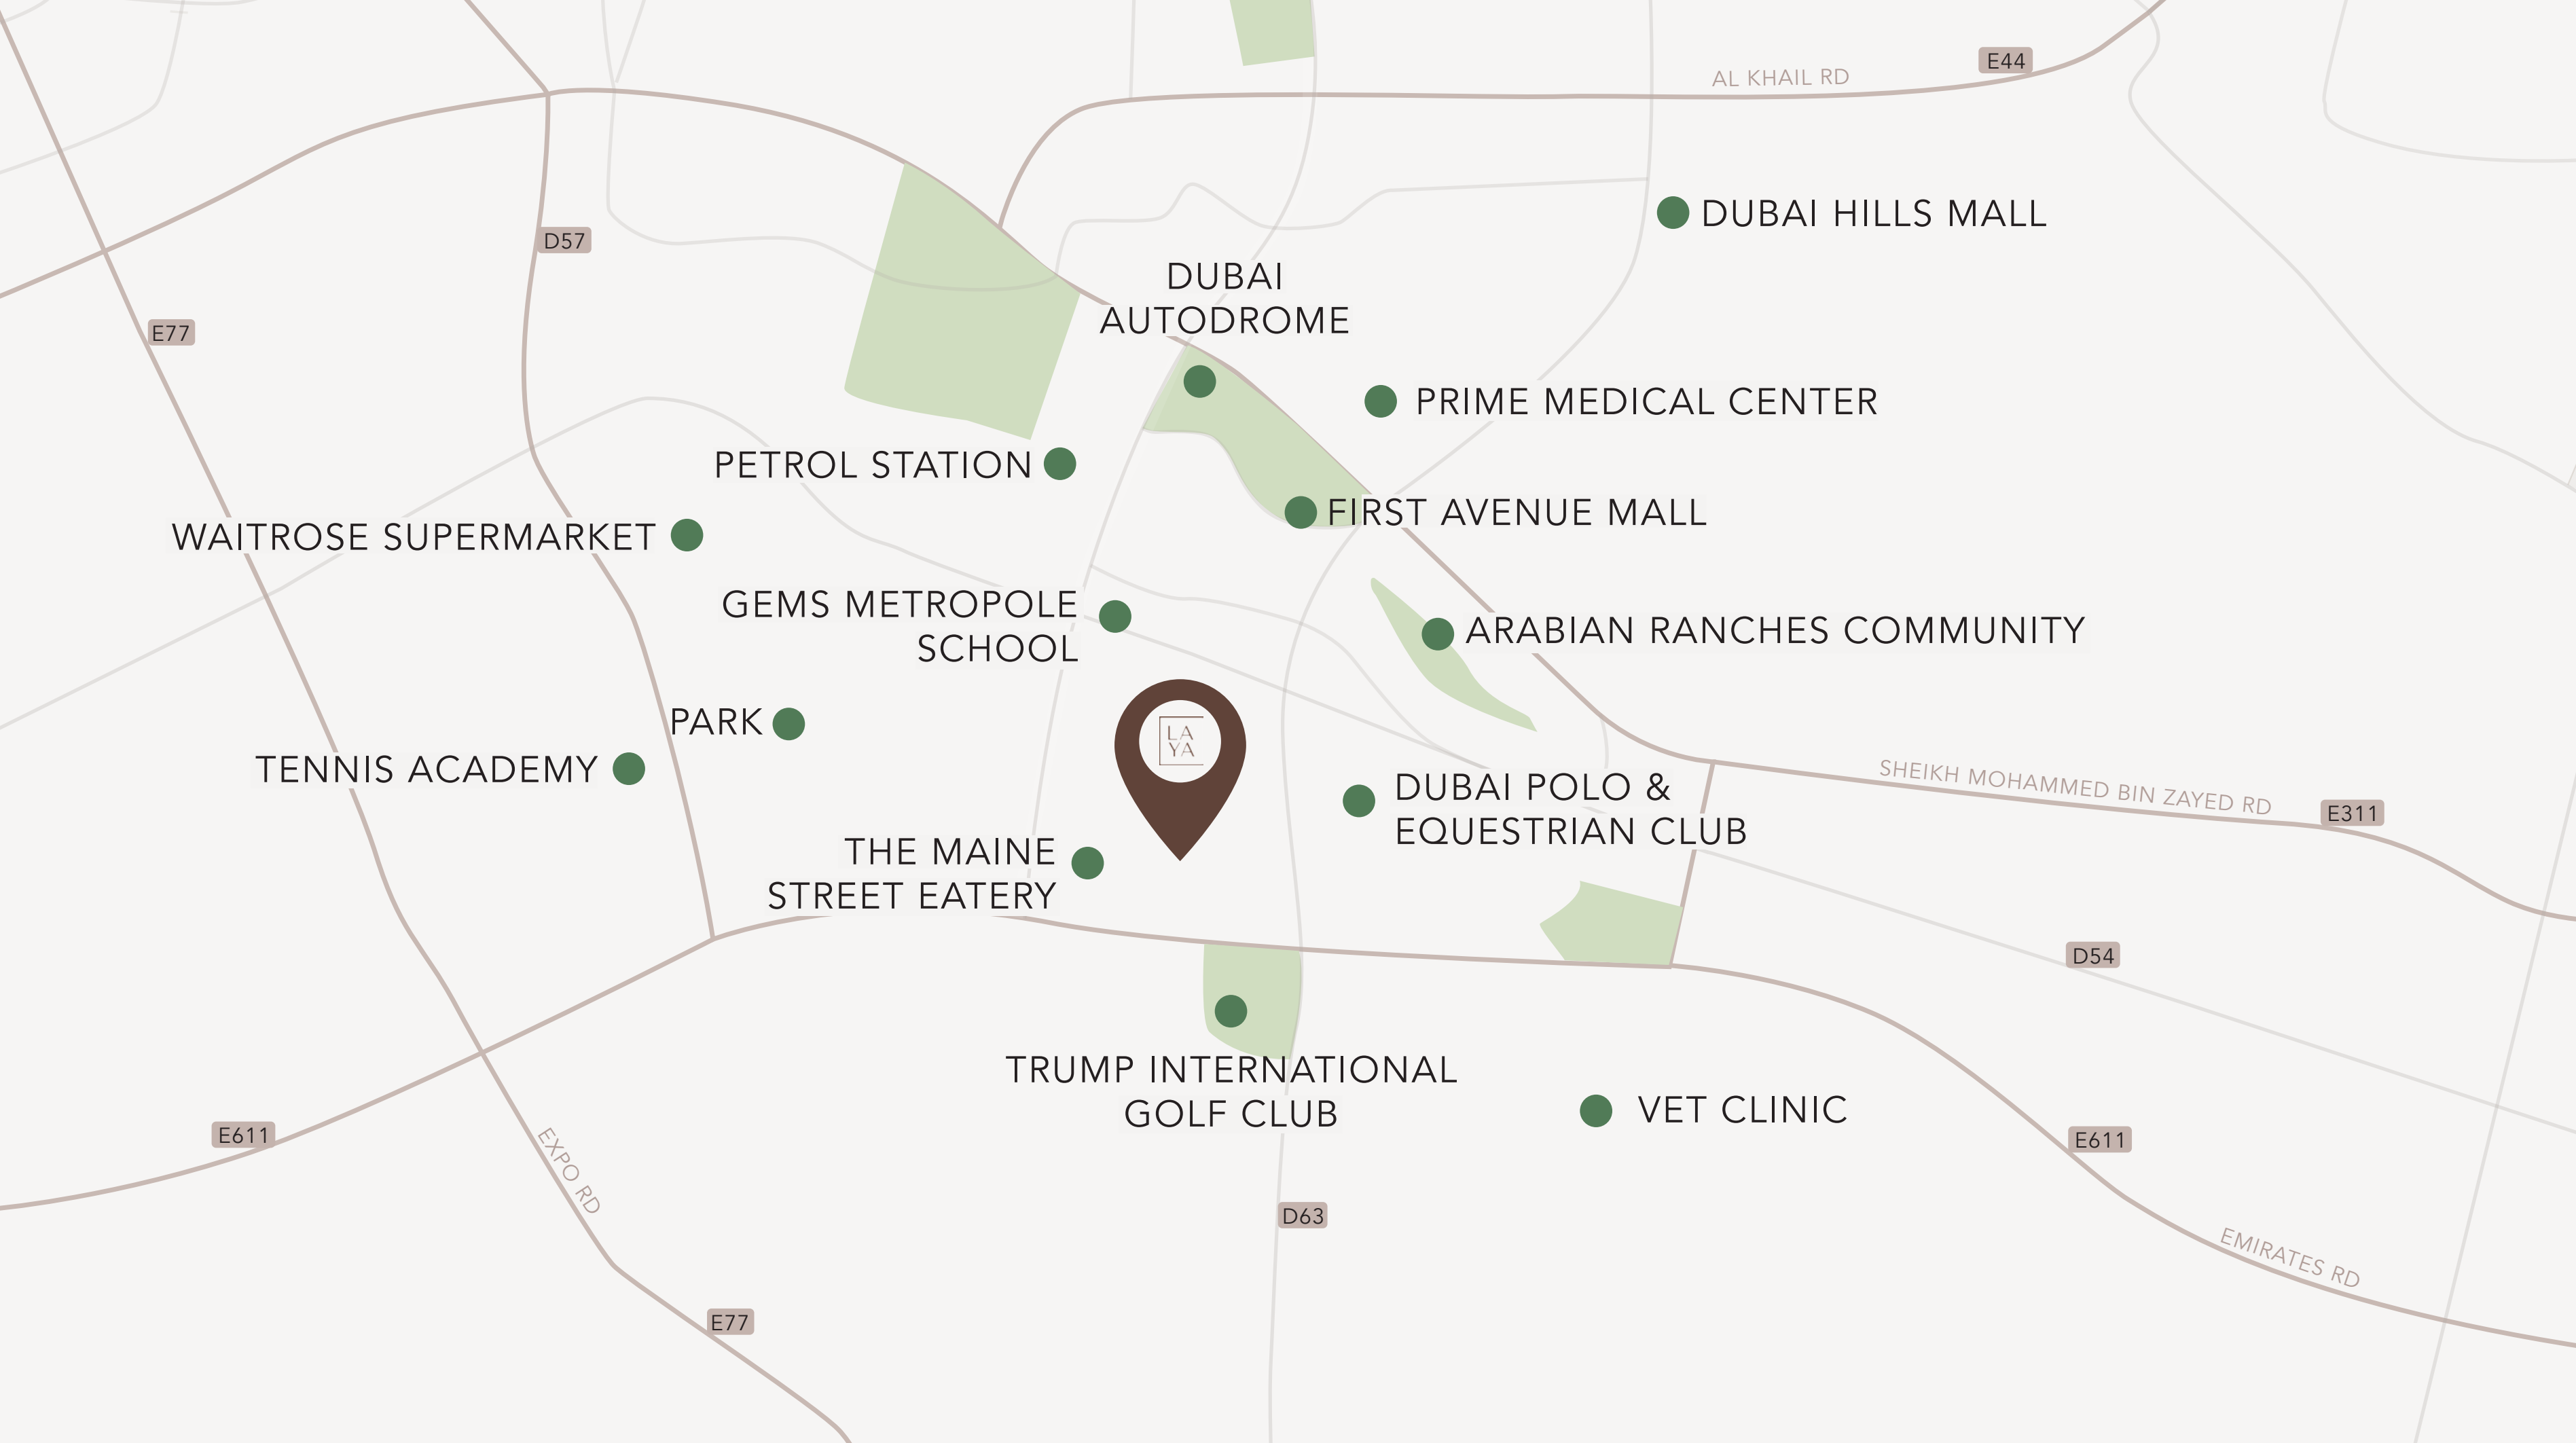 E44
AL KHAIL RD
DUBAI HILLS MALL
D57
DUBAI
AUTODROME
E77
PRIME MEDICAL CENTER
PETROL STATION
FIRST AVENUE MALL
WAITROSE SUPERMARKET
GEMS METROPOLE
SCHOOL
ARABIAN RANCHES COMMUNITY
PARK
LA
YA
TENNIS ACADEMY
DUBAI POLO &
EQUESTRIAN CLUB
SHEIKH MOHAMMED BIN ZAYED RD
E311
THE MAINE
STREET EATERY
D54
TRUMP INTERNATIONAL
GOLF CLUB
VET CLINIC
E611
E611
EXPO RD
D63
EMIRATES RD
E77